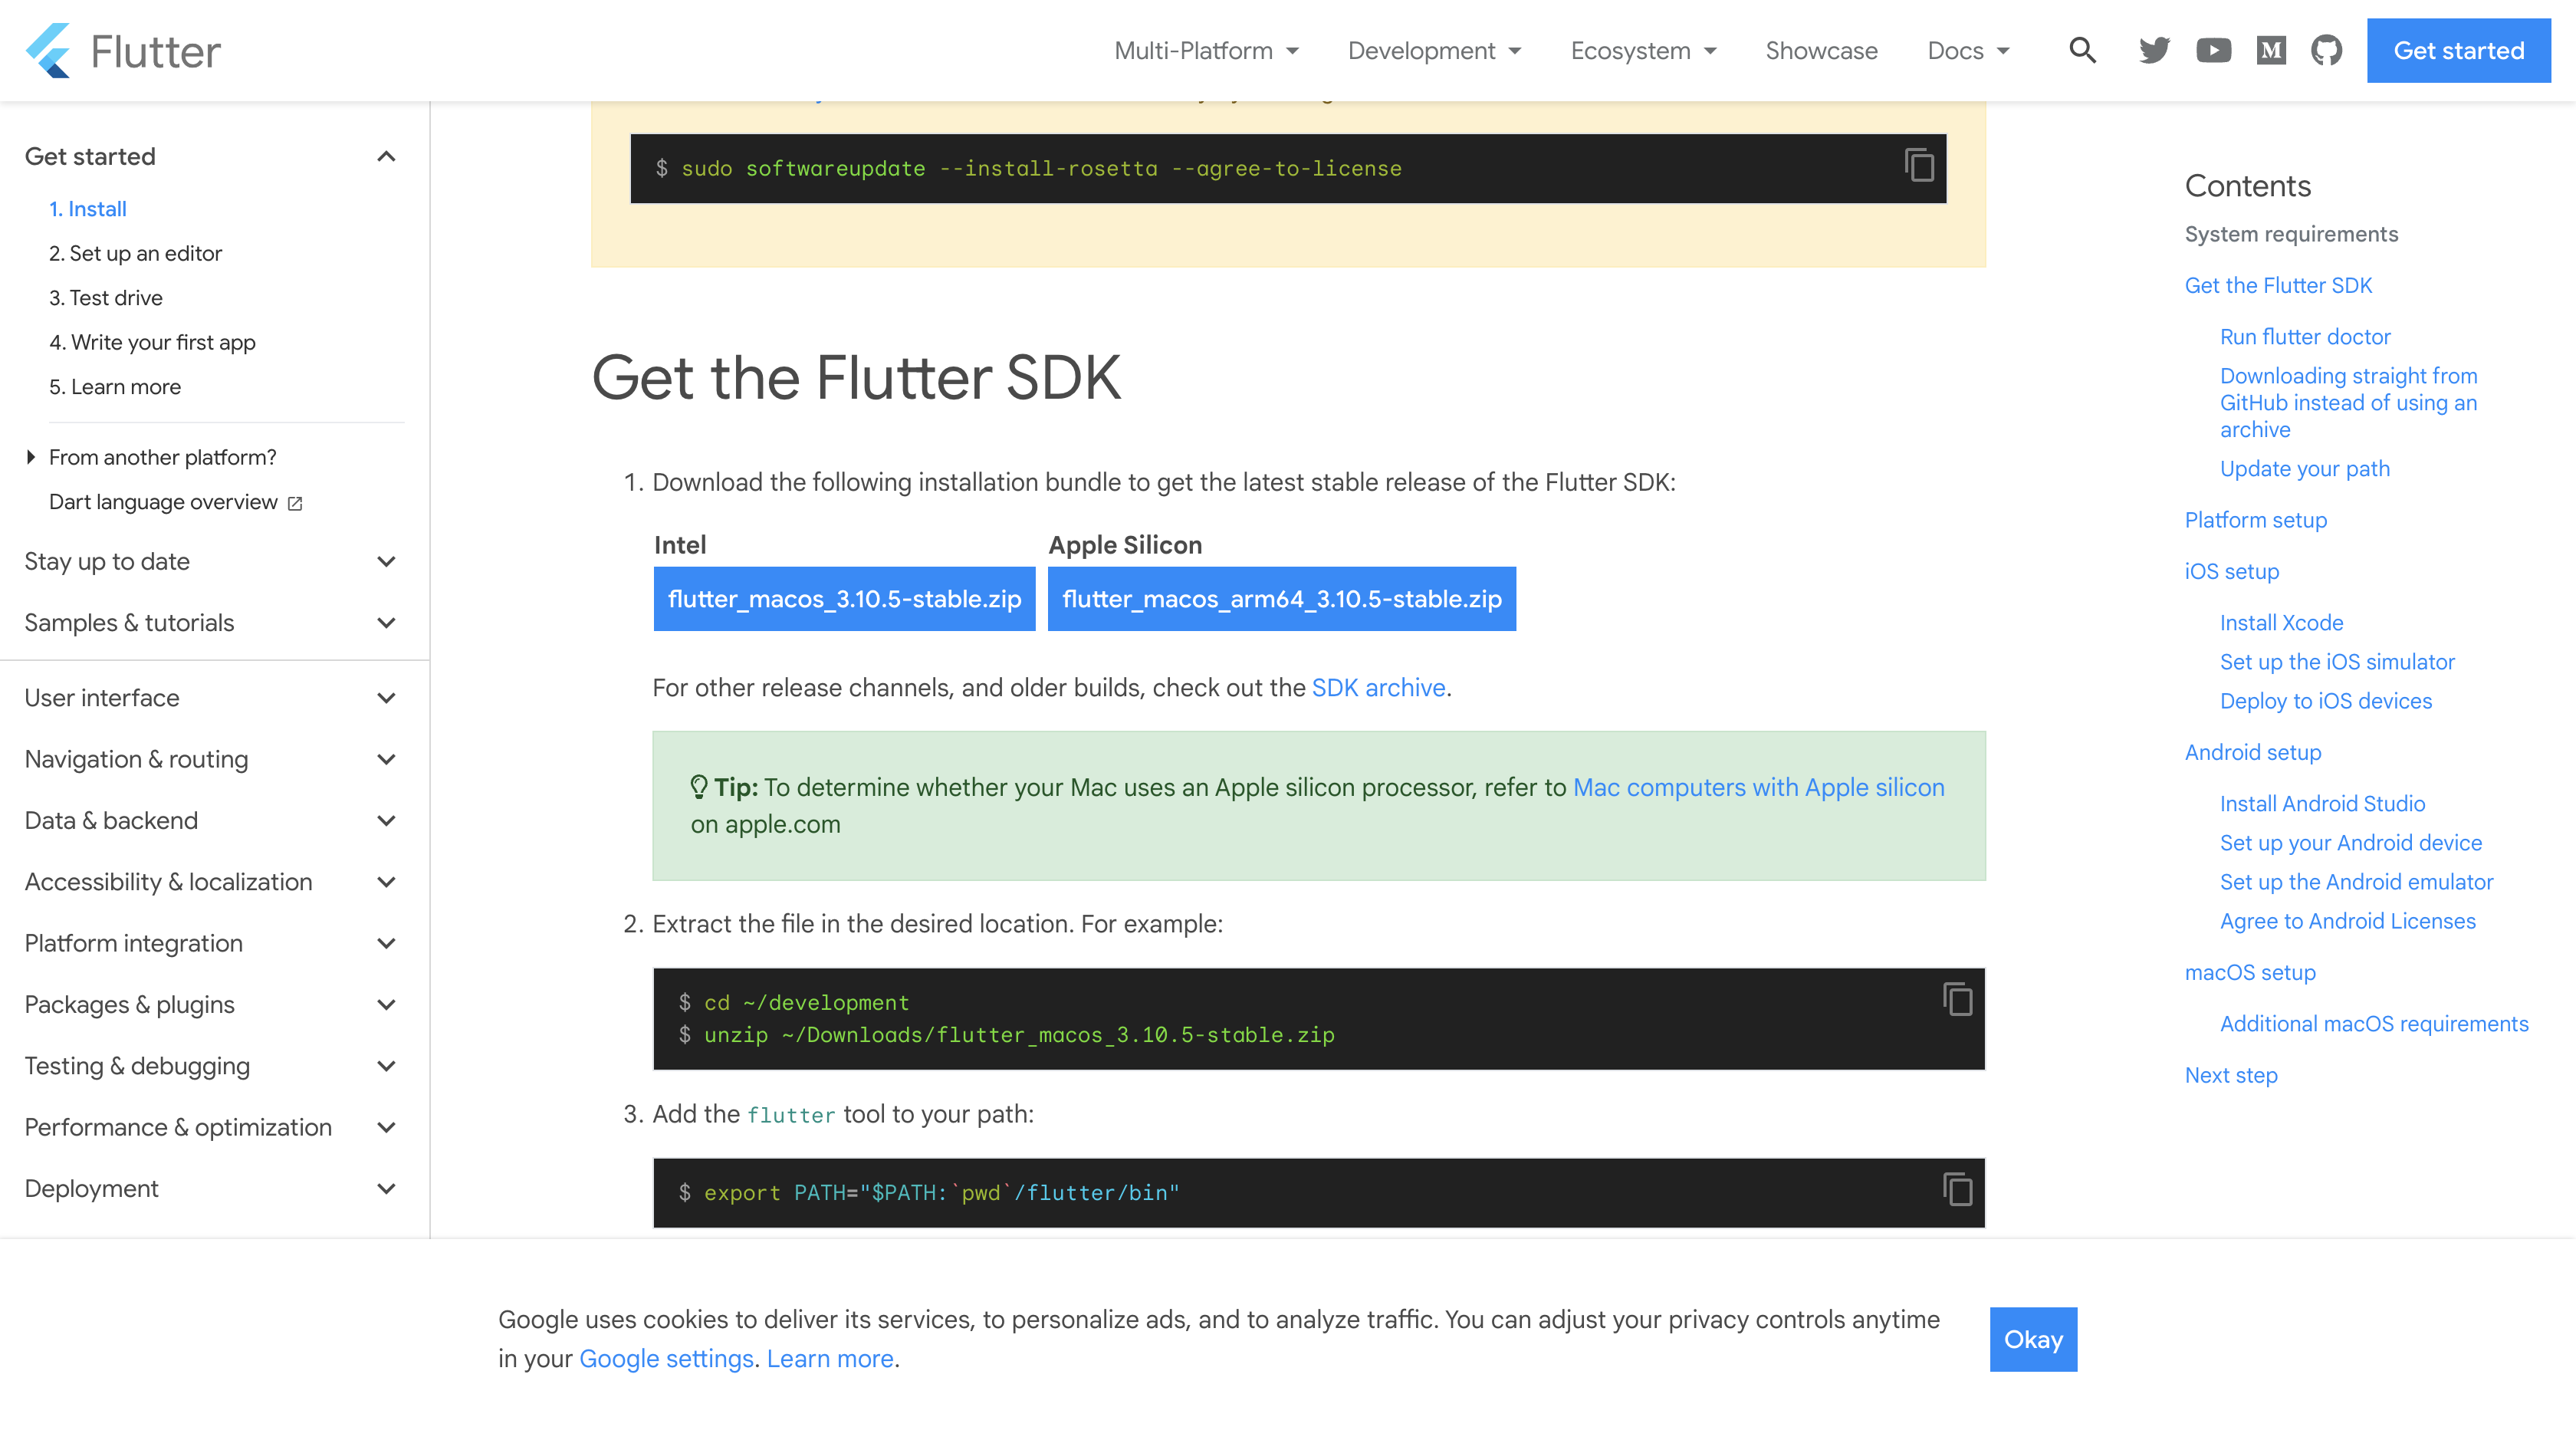 Flutter
Multi-Platform
Development
Ecosystem
Showcase
Docs
Get started
Get started
1. Install
2. Set up an editor
3. Test drive
4. Write your first app
5. Learn more
From another platform?
Dart language overview
Stay up to date
Samples & tutorials
User interface
Navigation & routing
Data & backend
Accessibility & localization
Platform integration
Packages & plugins
Testing & debugging
Performance & optimization
Deployment
$ sudo softwareupdate --install-rosetta --agree-to-license
Get the Flutter SDK
1. Download the following installation bundle to get the latest stable release of the Flutter SDK:
Intel
Apple Silicon
flutter_macos_3.10.5-stable.zip
flutter_macos_arm64_3.10.5-stable.zip
For other release channels, and older builds, check out the SDK archive.
Tip: To determine whether your Mac uses an Apple silicon processor, refer to Mac computers with Apple silicon
on apple.com
2. Extract the file in the desired location. For example:
$ cd ~/development
$ unzip ~/Downloads/flutter_macos_3.10.5-stable.zip
3. Add the flutter tool to your path:
$ export PATH="$PATH:`pwd`/flutter/bin"
Contents
System requirements
Get the Flutter SDK
Run flutter doctor
Downloading straight from
GitHub instead of using an
archive
Update your path
Platform setup
iOS setup
Install Xcode
Set up the iOS simulator
Deploy to iOS devices
Android setup
Install Android Studio
Set up your Android device
Set up the Android emulator
Agree to Android Licenses
macOS setup
Additional macOS requirements
Next step
Google uses cookies to deliver its services, to personalize ads, and to analyze traffic. You can adjust your privacy controls anytime
in your Google settings. Learn more.
Okay